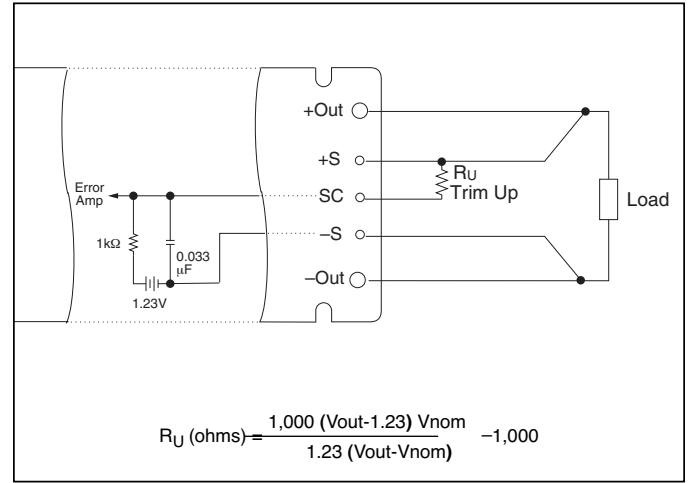 +Out
+S
RU
Trim Up
SC
Error
Amp
Load
1kΩ
0.033
µF
–S
1.23V
–Out
RU (ohms) = 1,000 (Vout-1.23) Vnom / 1.23 (Vout-Vnom) –1,000